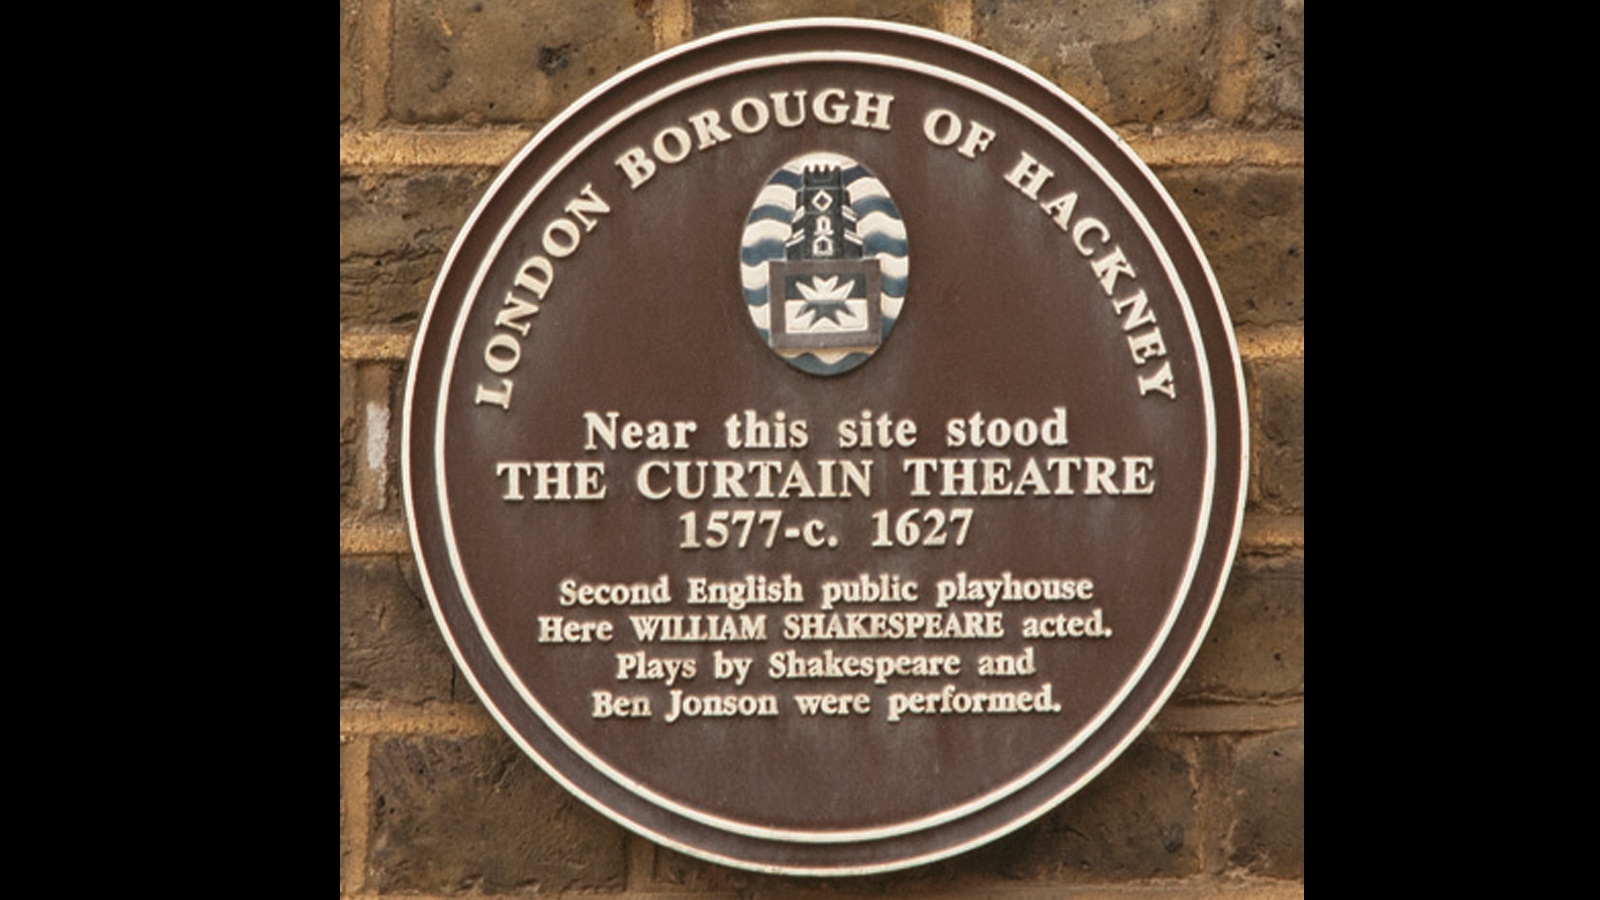 LONDON BOROUGH OF HACKNEY
Near this site stood
THE CURTAIN THEATRE
1577-c. 1627
Second English public playhouse
Here WILLIAM SHAKESPEARE acted.
Plays by Shakespeare and
Ben Jonson were performed.